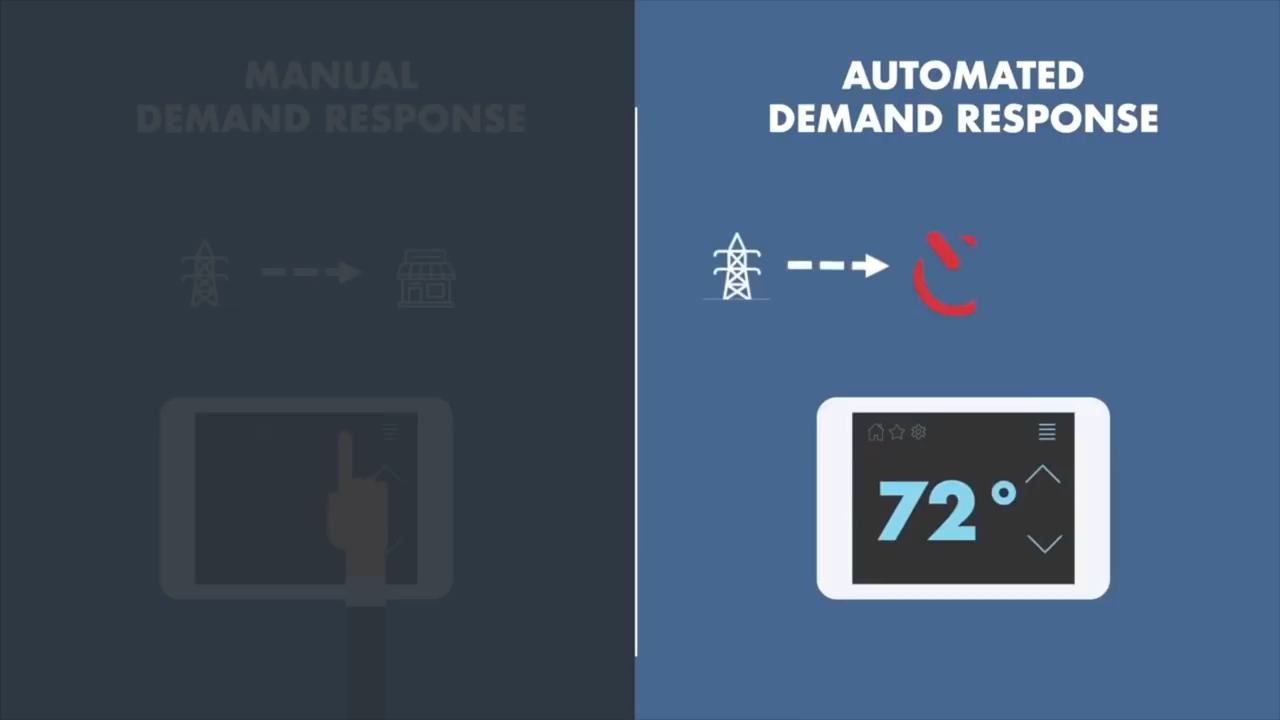 MANUAL
DEMAND RESPONSE
AUTOMATED
DEMAND RESPONSE
72°